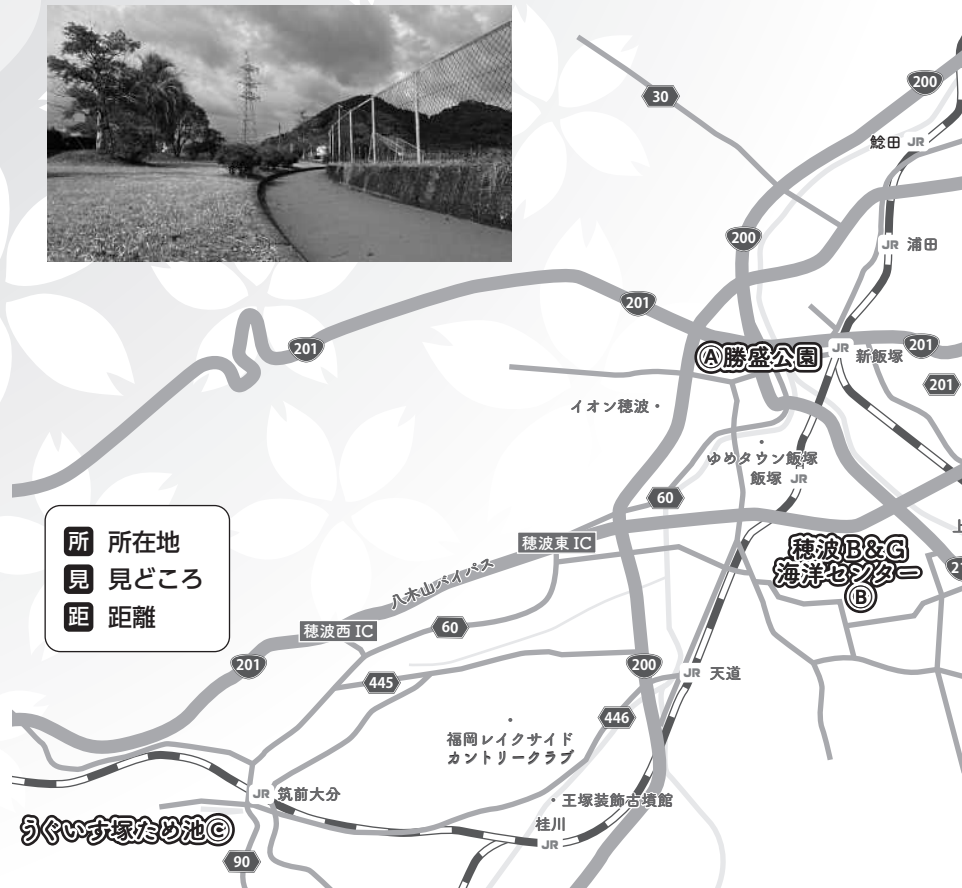 200
30
鯰田 JR
200
JR 浦田
201
201
Ⓐ勝盛公園
JR 新飯塚
201
201
イオン穂波・
ゆめタウン飯塚
飯塚 JR
60
所 所在地
見 見どころ
距 距離
穂波東IC
八木山バイパス
穂波B&G
海洋センター
Ⓑ
穂波西IC
60
201
200
445
JR 天道
446
福岡レイクサイド
カントリークラブ
JR 筑前大分
・王塚装飾古墳館
桂川
JR
うぐいす塚ため池Ⓒ
90